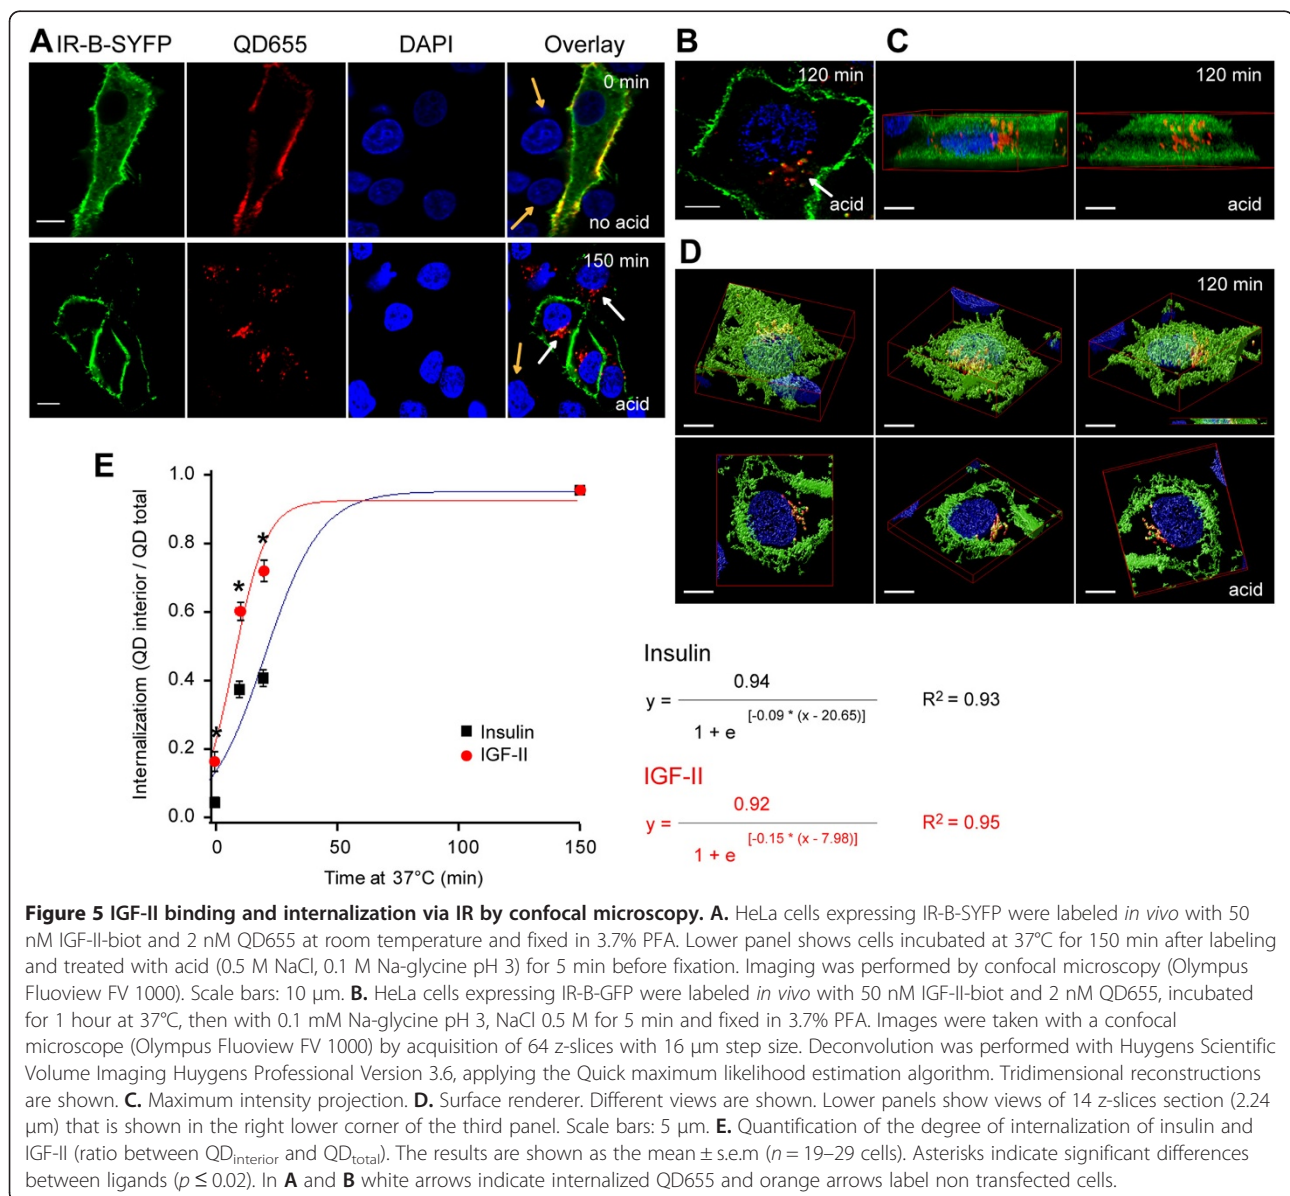 A IR-B-SYFP QD655 DAPI Overlay
0 min
no acid
150 min
acid
B
120 min
acid
C
120 min
acid
D
120 min
acid
E
Internalizatiom (QD interior / QD total
1.0
0.8
0.6
0.4
0.2
0.0
* * *
Insulin
IGF-II
0 50 100 150
Time at 37°C (min)
Insulin
y = 0.94 / 1 + e [-0.09 * (x - 20.65)] R2 = 0.93
IGF-II
y = 0.92 / 1 + e [-0.15 * (x - 7.98)] R2 = 0.95
Figure 5 IGF-II binding and internalization via IR by confocal microscopy. A. HeLa cells expressing IR-B-SYFP were labeled in vivo with 50
nM IGF-II-biot and 2 nM QD655 at room temperature and fixed in 3.7% PFA. Lower panel shows cells incubated at 37°C for 150 min after labeling
and treated with acid (0.5 M NaCl, 0.1 M Na-glycine pH 3) for 5 min before fixation. Imaging was performed by confocal microscopy (Olympus
Fluoview FV 1000). Scale bars: 10 μm. B. HeLa cells expressing IR-B-GFP were labeled in vivo with 50 nM IGF-II-biot and 2 nM QD655, incubated
for 1 hour at 37°C, then with 0.1 mM Na-glycine pH 3, NaCl 0.5 M for 5 min and fixed in 3.7% PFA. Images were taken with a confocal
microscope (Olympus Fluoview FV 1000) by acquisition of 64 z-slices with 16 μm step size. Deconvolution was performed with Huygens Scientific
Volume Imaging Huygens Professional Version 3.6, applying the Quick maximum likelihood estimation algorithm. Tridimensional reconstructions
are shown. C. Maximum intensity projection. D. Surface renderer. Different views are shown. Lower panels show views of 14 z-slices section (2.24
μm) that is shown in the right lower corner of the third panel. Scale bars: 5 μm. E. Quantification of the degree of internalization of insulin and
IGF-II (ratio between QDinterior and QDtotal). The results are shown as the mean ± s.e.m (n = 19–29 cells). Asterisks indicate significant differences
between ligands (p ≤ 0.02). In A and B white arrows indicate internalized QD655 and orange arrows label non transfected cells.